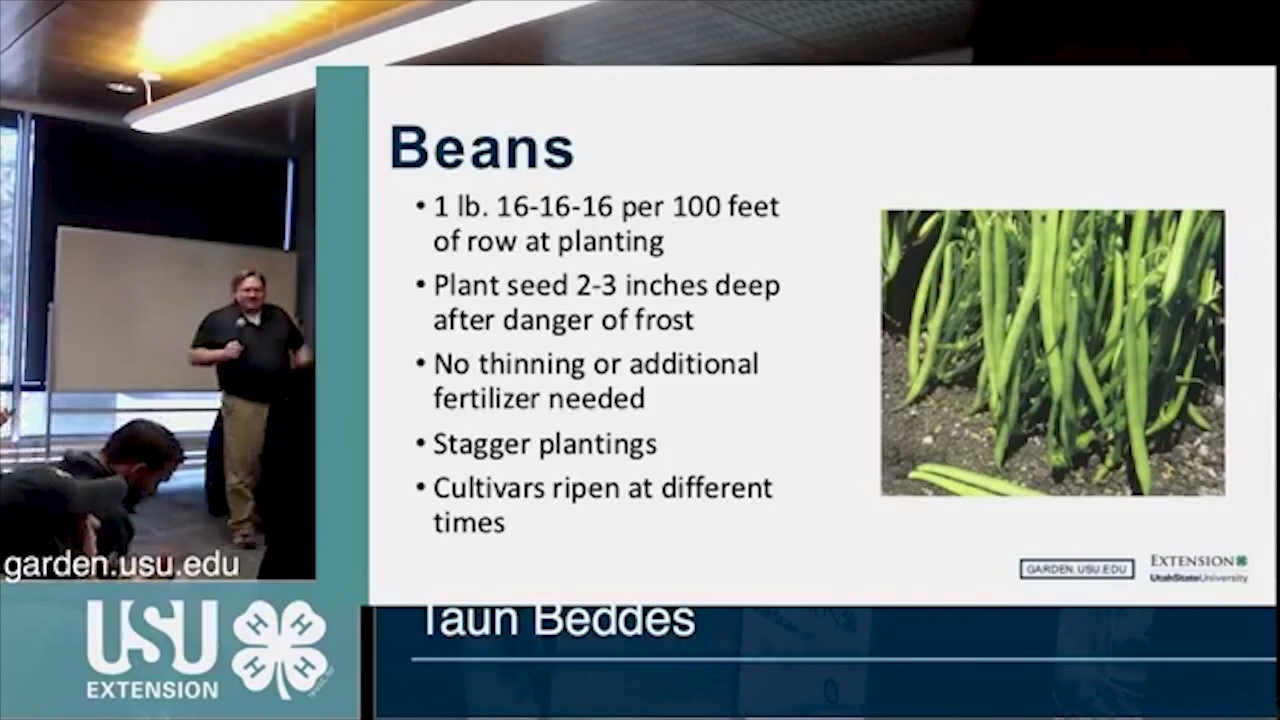 Beans
• 1 lb. 16-16-16 per 100 feet
of row at planting
• Plant seed 2-3 inches deep
after danger of frost
• No thinning or additional
fertilizer needed
• Stagger plantings
• Cultivars ripen at different
times
GARDEN.USU.EDU
EXTENSION
UtahStateUniversity
garden.usu.edu
USU
EXTENSION
H H
H H
Taun Beddes